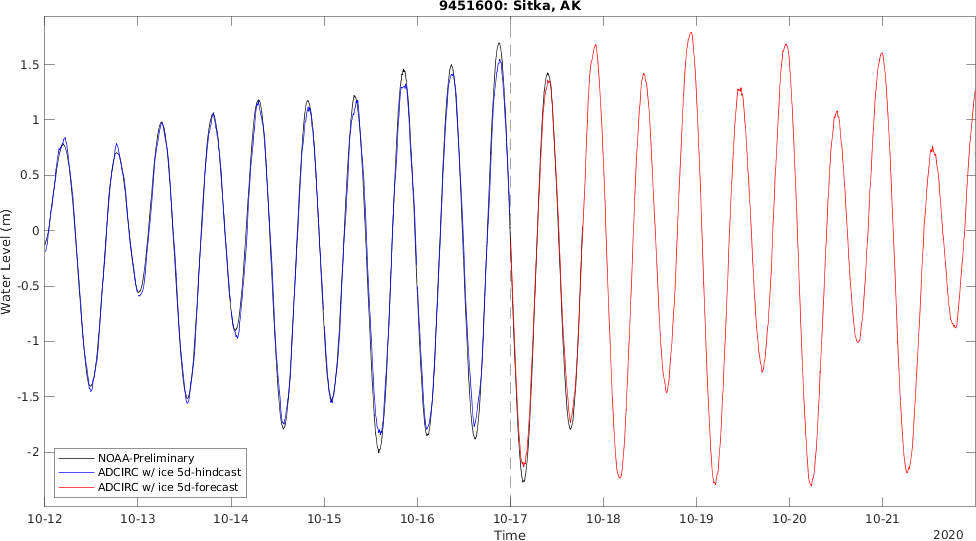 9451600: Sitka, AK
Water Level (m)
1.5
1
0.5
0
-0.5
-1
-1.5
-2
NOAA-Preliminary
ADCIRC w/ ice 5d-hindcast
ADCIRC w/ ice 5d-forecast
10-12 10-13 10-14 10-15 10-16 10-17 10-18 10-19 10-20 10-21
Time
2020